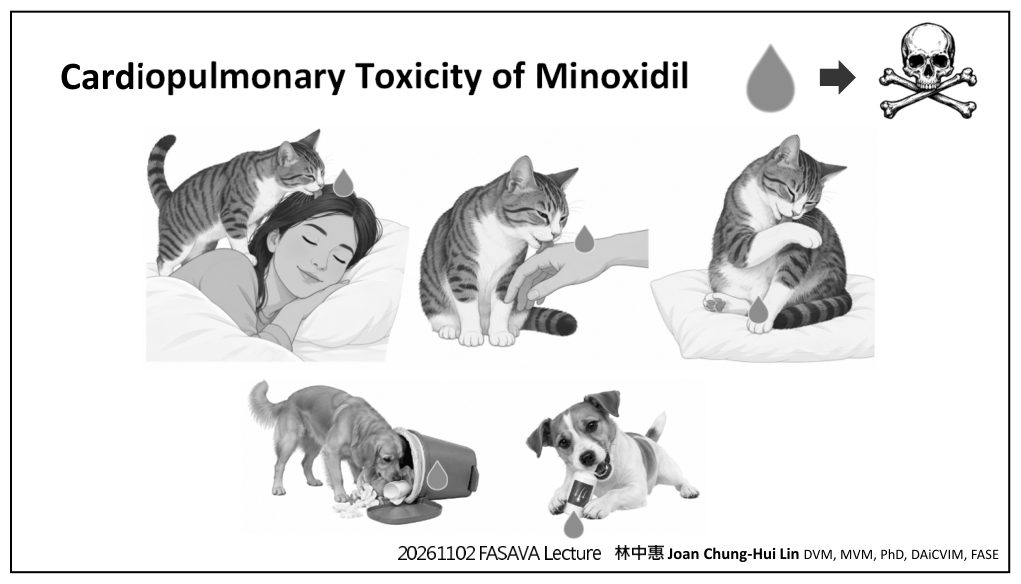 Cardiopulmonary Toxicity of Minoxidil
20261102 FASAVA Lecture 林中惠 Joan Chung-Hui Lin DVM, MVM, PhD, DAiCVIM, FASE